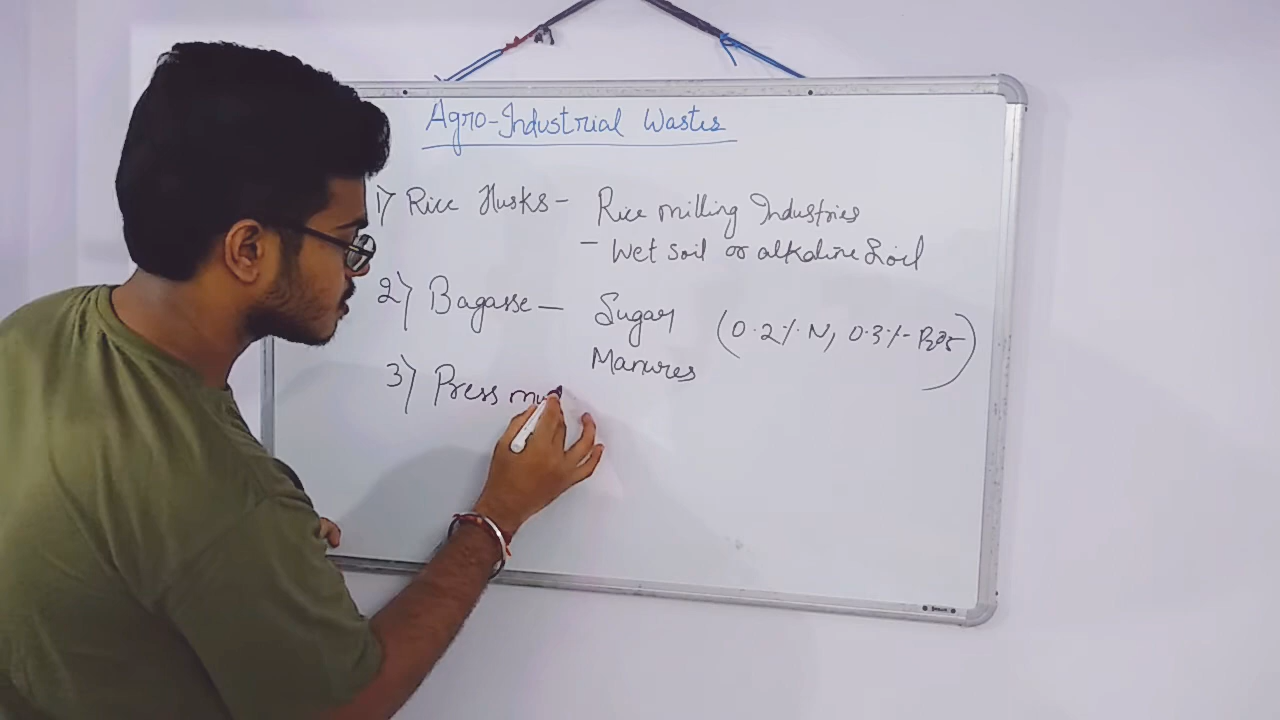 Agro-Industrial Wastes
1) Rice Husks - Rice milling Industries
- Wet soil or alkaline Soil
2) Bagasse - Sugar (0.2% N, 0.3% P2O5)
Manures
3) Press mud